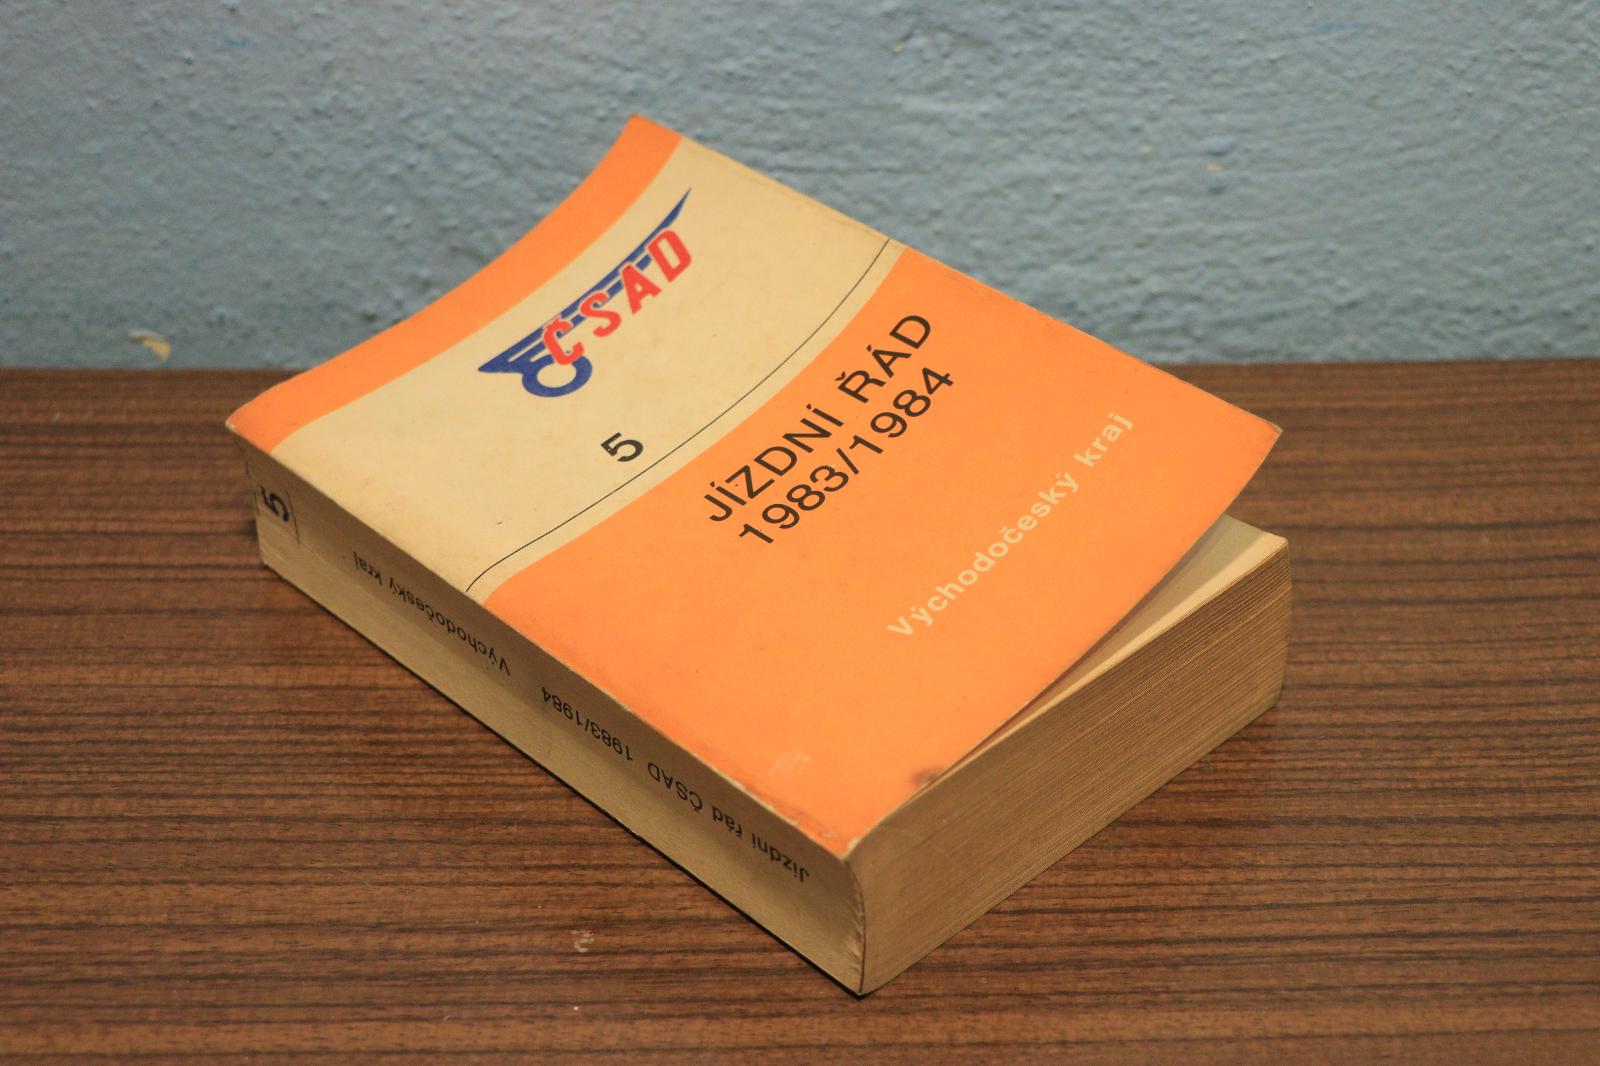 ČSAD
5
JÍZDNÍ ŘÁD
1983/1984
Východočeský kraj
5
Jízdní řád ČSAD 1983/1984 Východočeský kraj